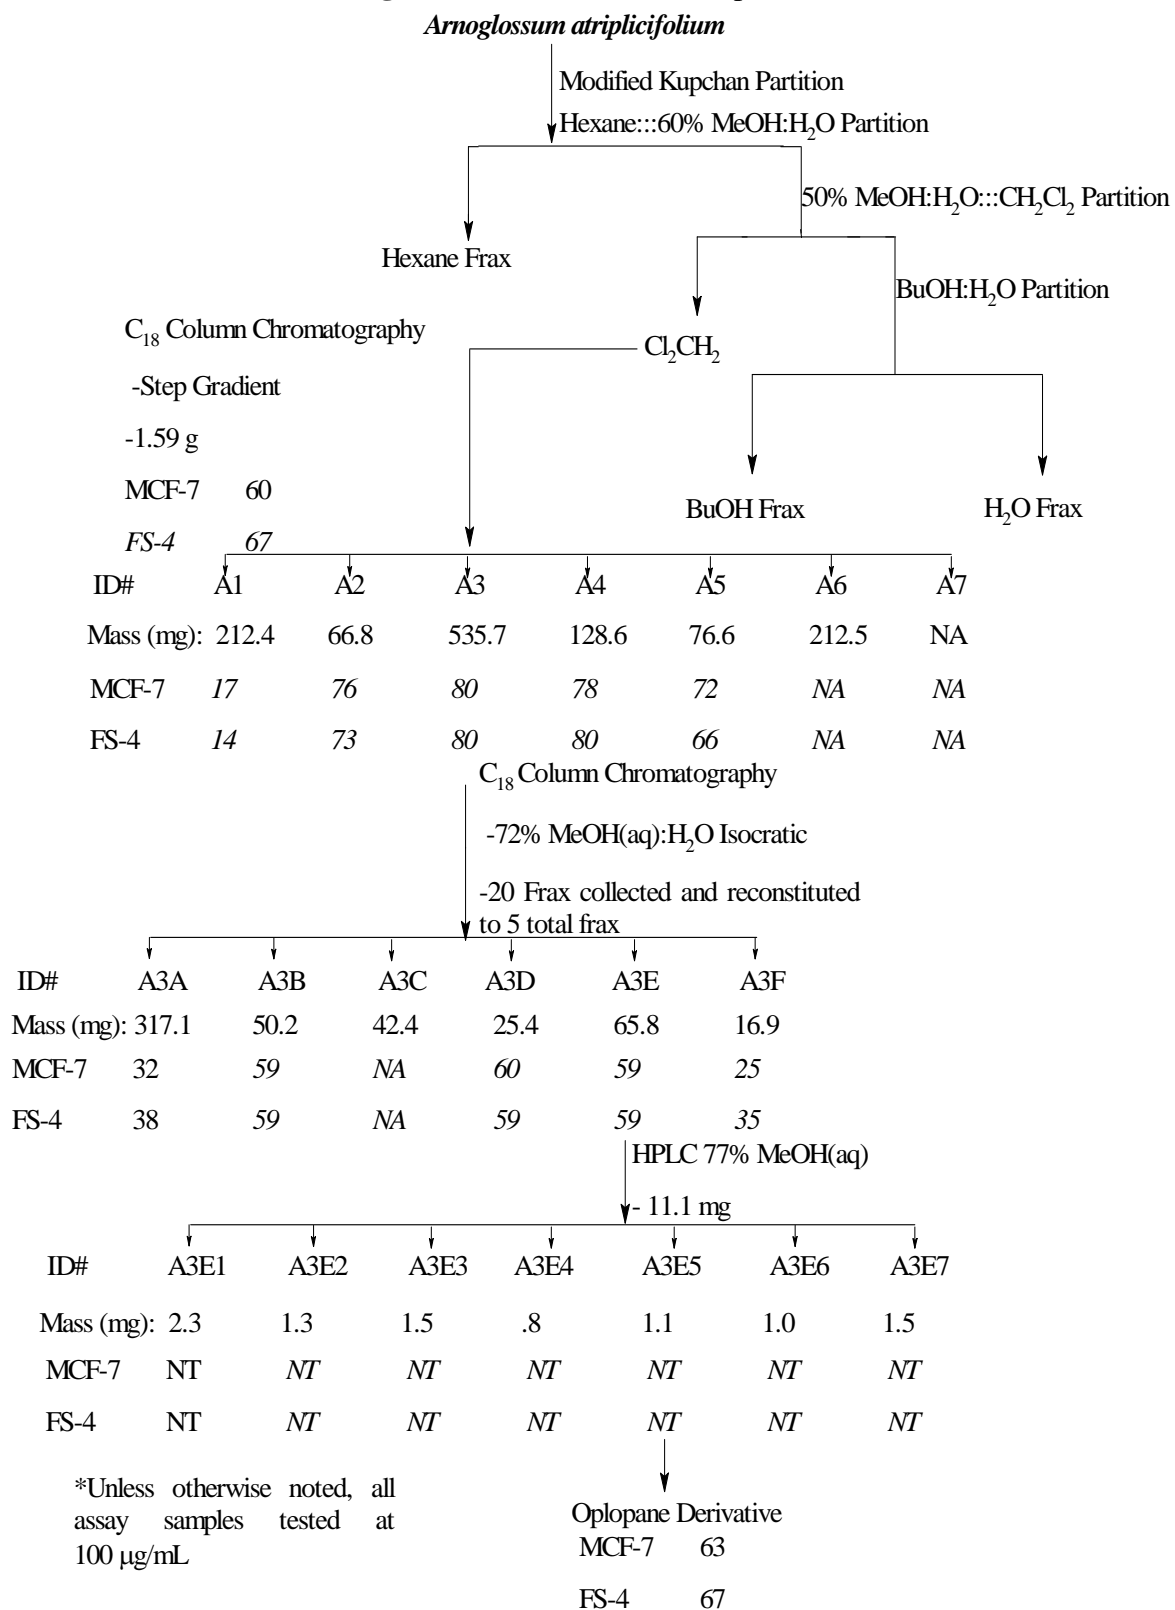 Arnoglossum atriplicifolium
Modified Kupchan Partition
Hexane:::60% MeOH:H2O Partition
50% MeOH:H2O:::CH2Cl2 Partition
Hexane Frax
BuOH:H2O Partition
C18 Column Chromatography
Cl2CH2
-Step Gradient
-1.59 g
MCF-7 60
BuOH Frax H2O Frax
FS-4 67
ID# A1 A2 A3 A4 A5 A6 A7
Mass (mg): 212.4 66.8 535.7 128.6 76.6 212.5 NA
MCF-7 17 76 80 78 72 NA NA
FS-4 14 73 80 80 66 NA NA
C18 Column Chromatography
-72% MeOH(aq):H2O Isocratic
-20 Frax collected and reconstituted
to 5 total frax
ID# A3A A3B A3C A3D A3E A3F
Mass (mg): 317.1 50.2 42.4 25.4 65.8 16.9
MCF-7 32 59 NA 60 59 25
FS-4 38 59 NA 59 59 35
HPLC 77% MeOH(aq)
- 11.1 mg
ID# A3E1 A3E2 A3E3 A3E4 A3E5 A3E6 A3E7
Mass (mg): 2.3 1.3 1.5 .8 1.1 1.0 1.5
MCF-7 NT NT NT NT NT NT NT
FS-4 NT NT NT NT NT NT NT
*Unless otherwise noted, all
assay samples tested at
100 μg/mL
Oplopane Derivative
MCF-7 63
FS-4 67